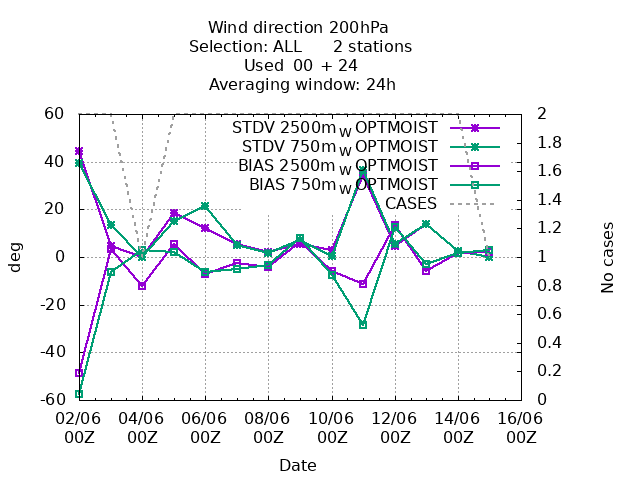 Wind direction 200hPa
Selection: ALL 2 stations
Used 00 + 24
Averaging window: 24h
STDV 2500m W OPTMOIST
STDV 750m W OPTMOIST
BIAS 2500m W OPTMOIST
BIAS 750m W OPTMOIST
CASES
deg
60
40
20
0
-20
-40
-60
2
1.8
1.6
1.4
1.2
1
0.8
0.6
0.4
0.2
0
No cases
02/06 04/06 06/06 08/06 10/06 12/06 14/06 16/06
00Z 00Z 00Z 00Z 00Z 00Z 00Z 00Z
Date